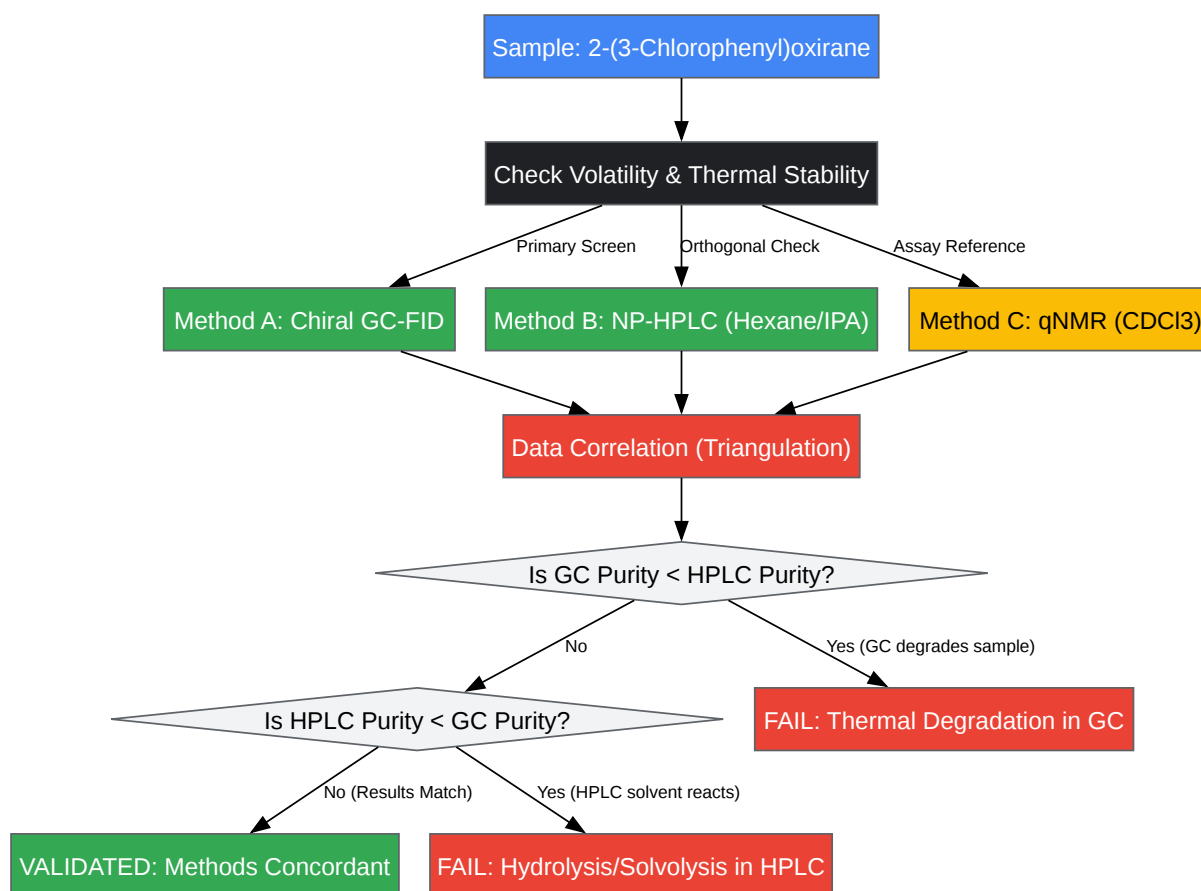 Sample: 2-(3-Chlorophenyl)oxirane
Check Volatility & Thermal Stability
Primary Screen
Orthogonal Check
Assay Reference
Method A: Chiral GC-FID
Method B: NP-HPLC (Hexane/IPA)
Method C: qNMR (CDCl3)
Data Correlation (Triangulation)
Is GC Purity < HPLC Purity?
No
Yes (GC degrades sample)
Is HPLC Purity < GC Purity?
FAIL: Thermal Degradation in GC
No (Results Match)
Yes (HPLC solvent reacts)
VALIDATED: Methods Concordant
FAIL: Hydrolysis/Solvolysis in HPLC